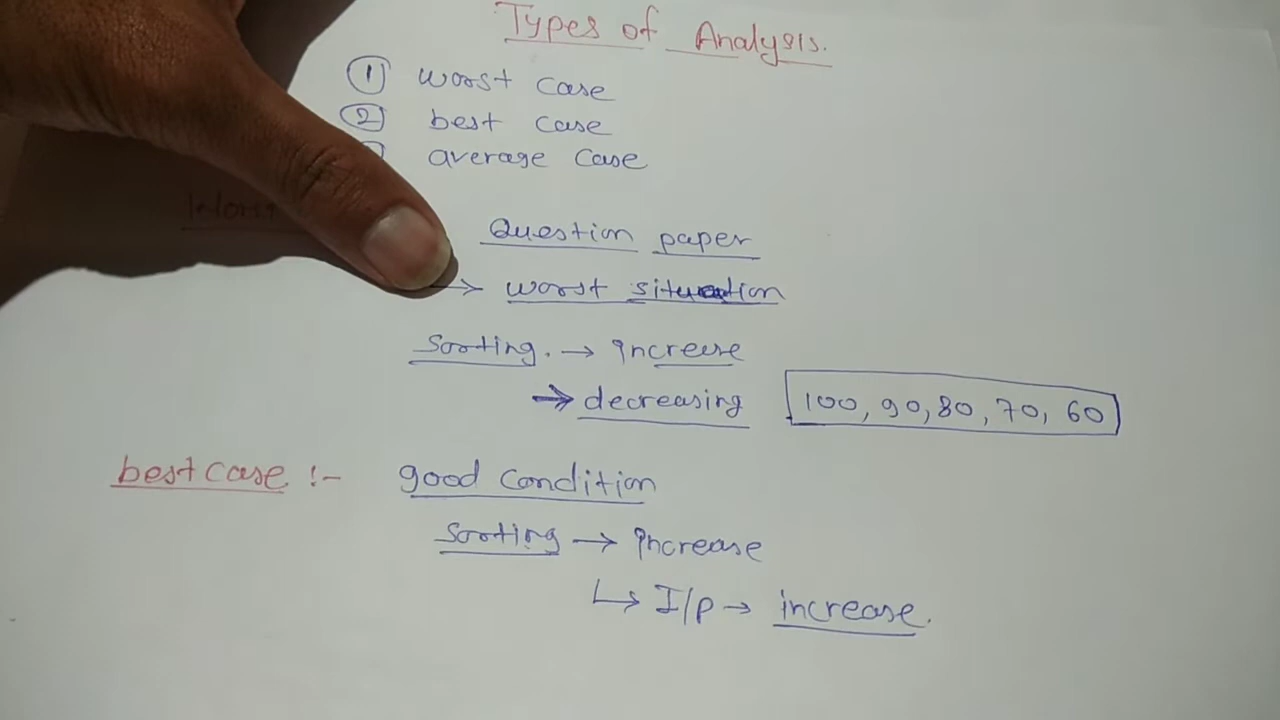 Types of Analysis.
① worst case
② best case
average case
Worst
Question paper
→ worst situation
Sorting. → increase
→ decreasing 100, 90, 80, 70, 60
best case :- good condition
Sorting → increase
↳ I/p → increase.